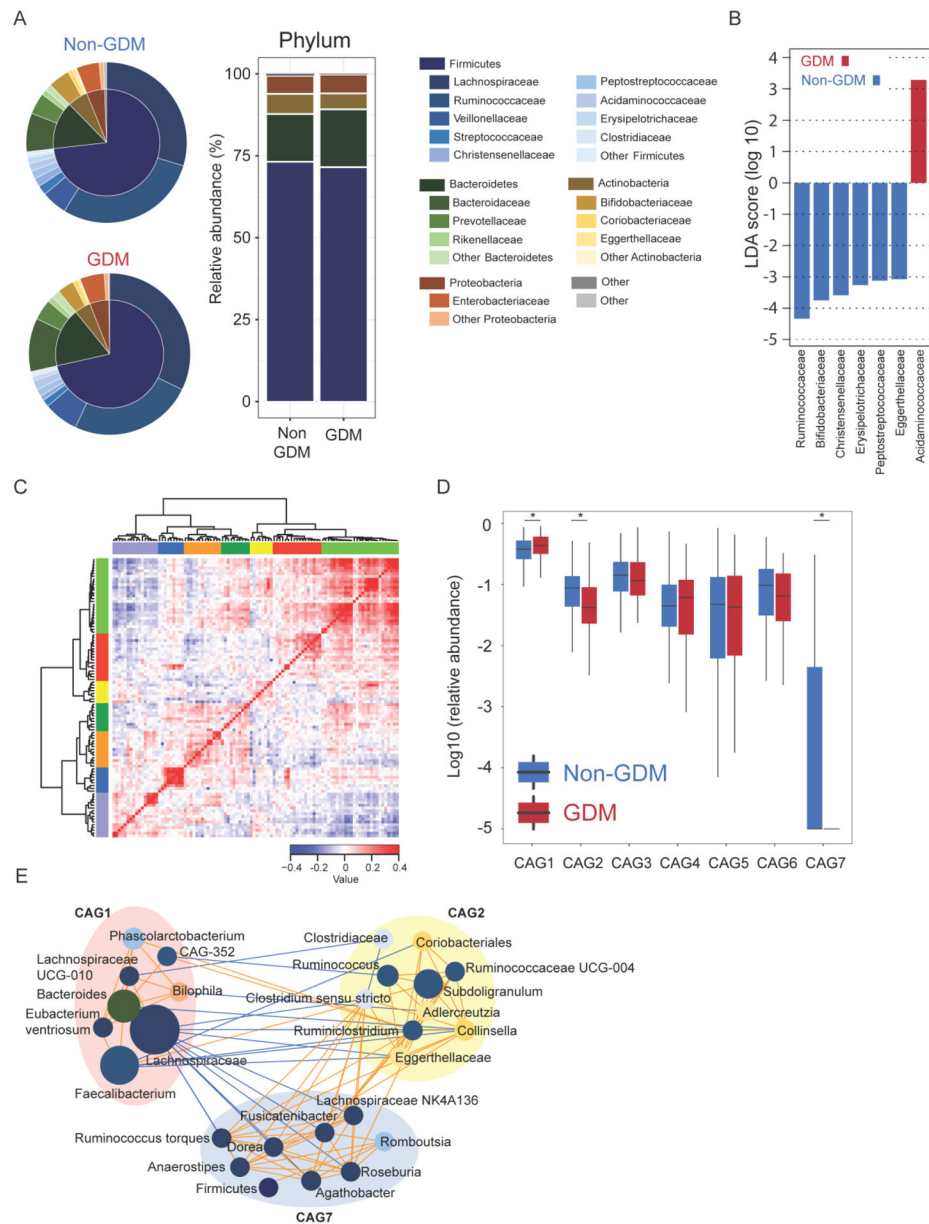 A
Non-GDM
GDM
Phylum
Relative abundance (%)
100
75
50
25
0
Non
GDM
GDM
Firmicutes
Lachnospiraceae
Ruminococcaceae
Veillonellaceae
Streptococcaceae
Christensenellaceae
Peptostreptococcaceae
Acidaminococcaceae
Erysipelotrichaceae
Clostridiaceae
Other Firmicutes
Bacteroidetes
Bacteroidaceae
Prevotellaceae
Rikenellaceae
Other Bacteroidetes
Actinobacteria
Bifidobacteriaceae
Coriobacteriaceae
Eggerthellaceae
Other Actinobacteria
Proteobacteria
Enterobacteriaceae
Other Proteobacteria
Other
Other
B
GDM
Non-GDM
LDA score (log 10)
4
3
2
1
0
-1
-2
-3
-4
-5
Ruminococcaceae
Bifidobacteriaceae
Christensenellaceae
Erysipelotrichaceae
Peptostreptococcaceae
Eggerthellaceae
Acidaminococcaceae
C
−0.4 −0.2 0 0.2 0.4
Value
D
Log10 (relative abundance)
0
-1
-2
-3
-4
-5
* * *
Non-GDM
GDM
CAG1 CAG2 CAG3 CAG4 CAG5 CAG6 CAG7
E
CAG1
Phascolarctobacterium
CAG-352
Lachnospiraceae
UCG-010
Bacteroides
Bilophila
Eubacterium
ventriosum
Lachnospiraceae
Faecalibacterium
CAG2
Clostridiaceae
Coriobacteriales
Ruminococcus
Ruminococcaceae UCG-004
Subdoligranulum
Clostridium sensu stricto
Adlercreutzia
Ruminiclostridium
Collinsella
Eggerthellaceae
Lachnospiraceae NK4A136
Fusicatenibacter
Ruminococcus torques
Dorea
Romboutsia
Anaerostipes
Roseburia
Firmicutes
Agathobacter
CAG7